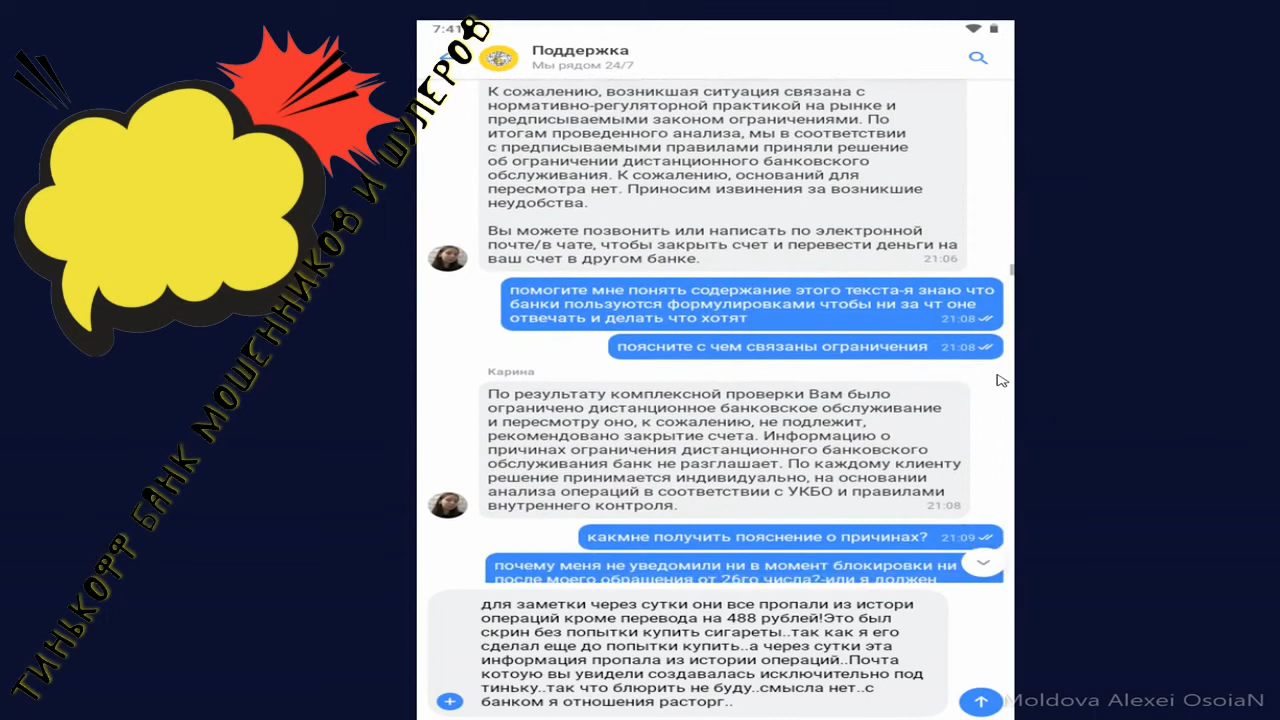 7:41
Поддержка
Мы рядом 24/7
К сожалению, возникшая ситуация связана с
нормативно-регуляторной практикой на рынке и
предписываемыми законом ограничениями. По
итогам проведенного анализа, мы в соответствии
с предписываемыми правилами приняли решение
об ограничении дистанционного банковского
обслуживания. К сожалению, оснований для
пересмотра нет. Приносим извинения за возникшие
неудобства.
Вы можете позвонить или написать по электронной
почте/в чате, чтобы закрыть счет и перевести деньги на
ваш счет в другом банке.
21:06
помогите мне понять содержание этого текста-я знаю что
банки пользуются формулировками чтобы ни за чт оне
отвечать и делать что хотят
21:08
поясните с чем связаны ограничения
21:08
Карина
По результату комплексной проверки Вам было
ограничено дистанционное банковское обслуживание
и пересмотру оно, к сожалению, не подлежит,
рекомендовано закрытие счета. Информацию о
причинах ограничения дистанционного банковского
обслуживания банк не разглашает. По каждому клиенту
решение принимается индивидуально, на основании
анализа операций в соответствии с УКБО и правилами
внутреннего контроля.
21:08
какмне получить пояснение о причинах?
21:09
почему меня не уведомили ни в момент блокировки ни
после моего обращения от 26го числа?-или я должен
для заметки через сутки они все пропали из истори
операций кроме перевода на 488 рублей!Это был
скрин без попытки купить сигареты..так как я его
сделал еще до попытки купить..а через сутки эта
информация пропала из истории операций..Почта
котоую вы увидели создавалась исключительно под
тиньку..так что блюрить не буду..смысла нет..с
банком я отношения расторг..
ТИНЬКОФФ БАНК МОШЕННИКОВ И ШУЛЕРОВ
Moldova Alexei OsoiaN